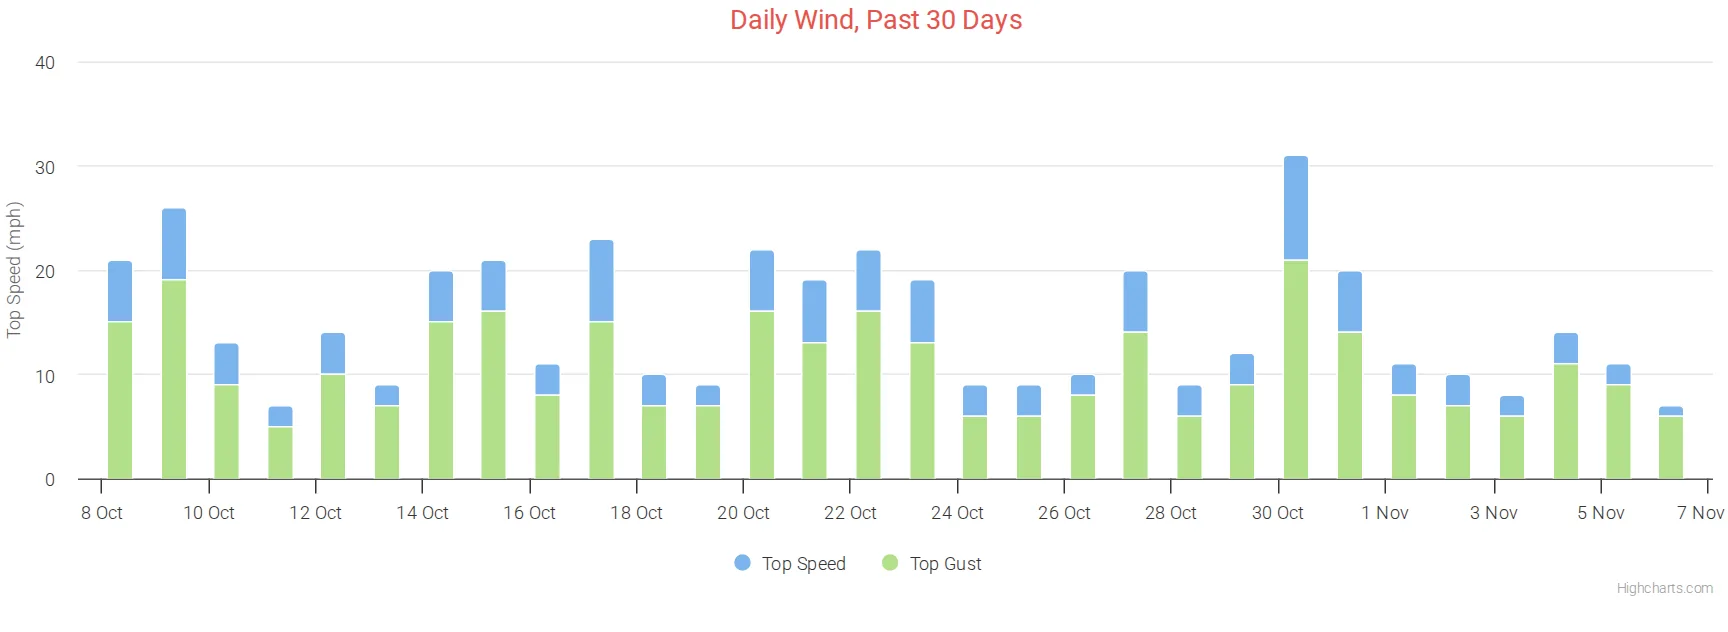 Daily Wind, Past 30 Days
Top Speed (mph)
40
30
20
10
0
8 Oct 10 Oct 12 Oct 14 Oct 16 Oct 18 Oct 20 Oct 22 Oct 24 Oct 26 Oct 28 Oct 30 Oct 1 Nov 3 Nov 5 Nov 7 Nov
Top Speed Top Gust
Highcharts.com